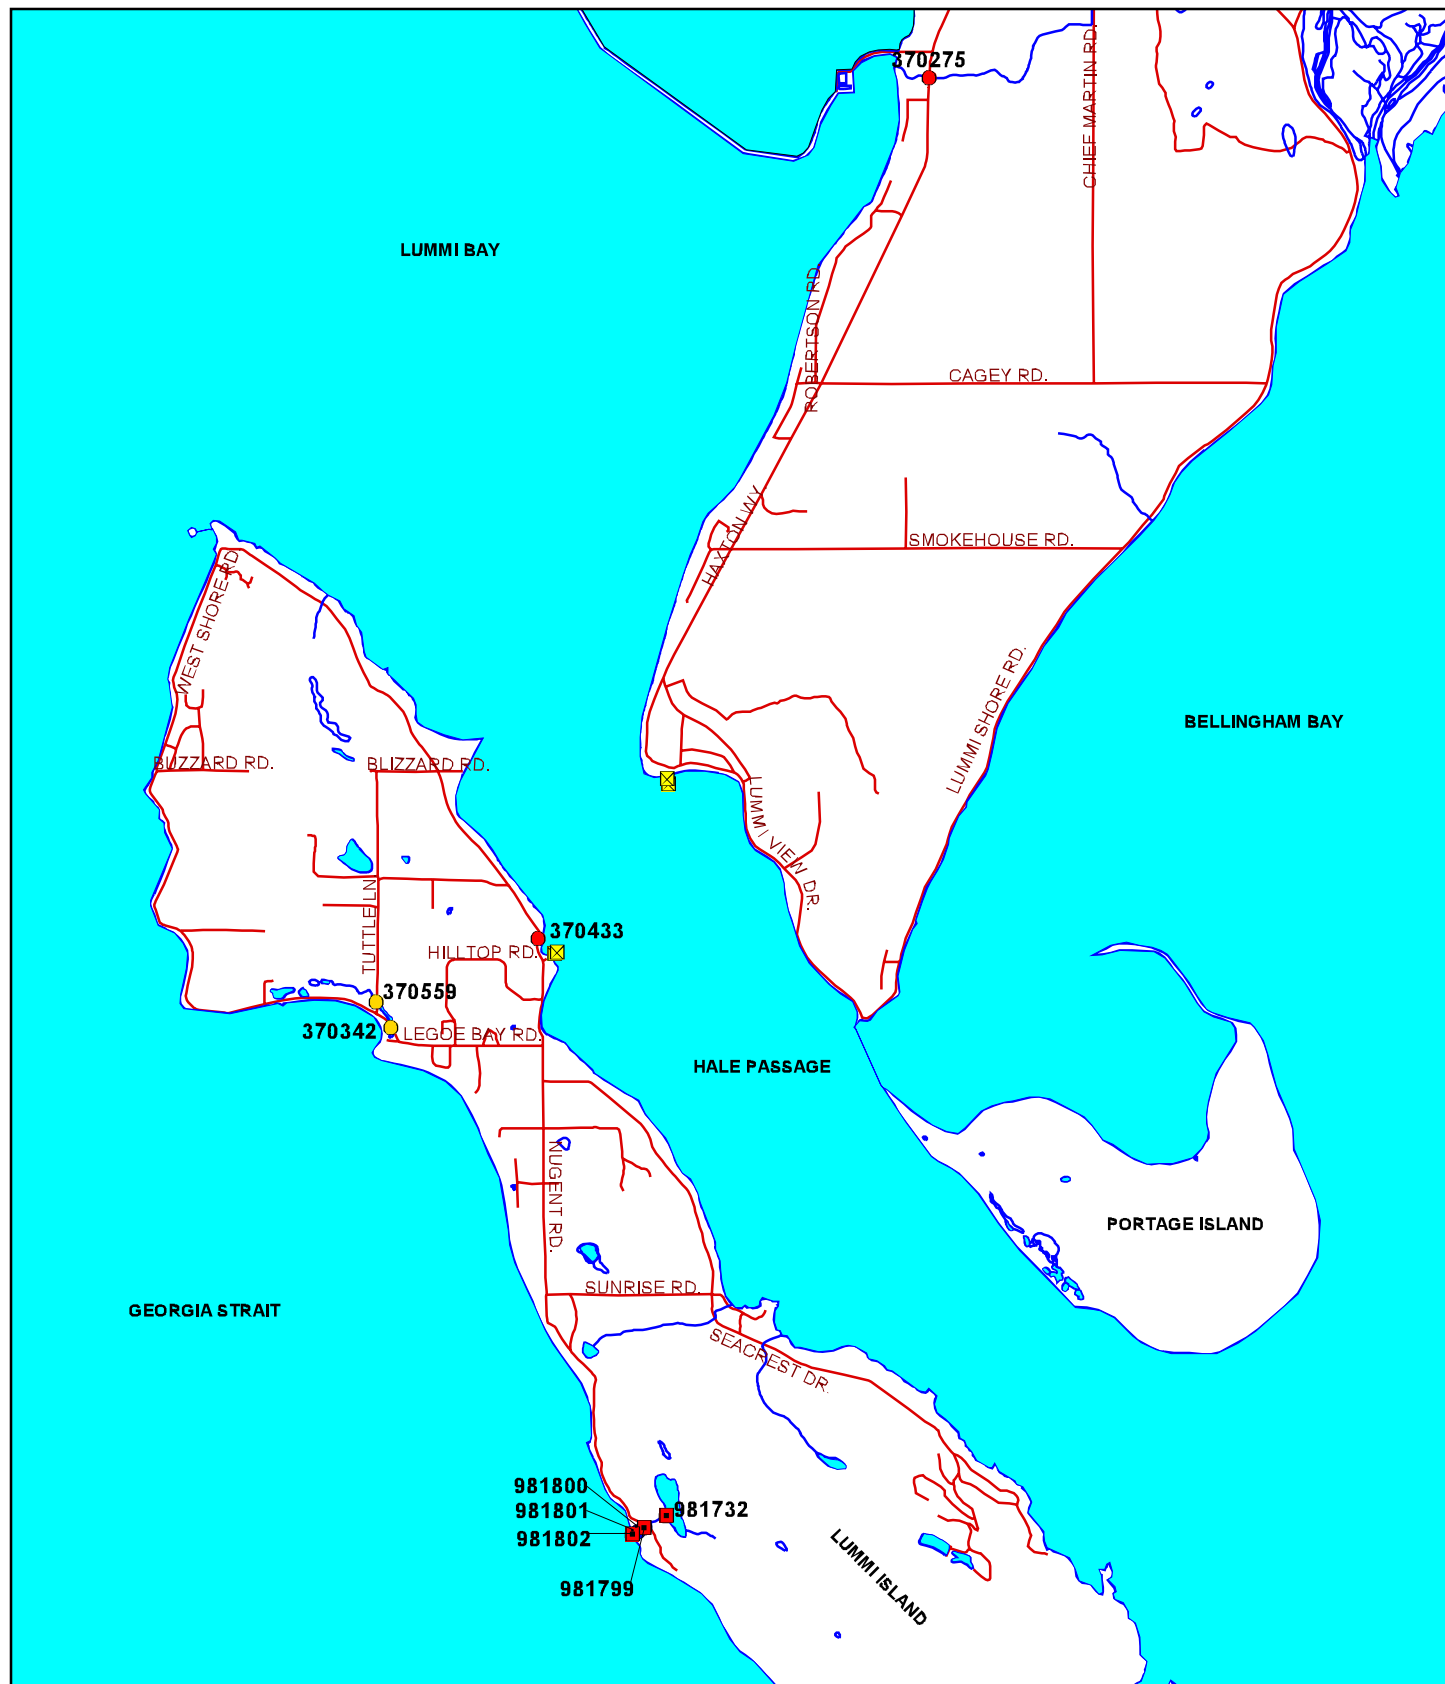 370275
CHIEF MARTIN RD.
LUMMI BAY
ROBERTSON RD
CAGEY RD.
HAXTON WY
SMOKEHOUSE RD.
WEST SHORE RD
LUMMI SHORE RD.
BELLINGHAM BAY
BLIZZARD RD.
BLIZZARD RD.
LUMMI VIEW DR.
TUTTLE LN
370433
HILLTOP RD.
370559
370342
LEGOE BAY RD.
HALE PASSAGE
NUGENT RD.
PORTAGE ISLAND
SUNRISE RD.
GEORGIA STRAIT
SEACREST DR.
981800
981801
981732
981802
LUMMI ISLAND
981799